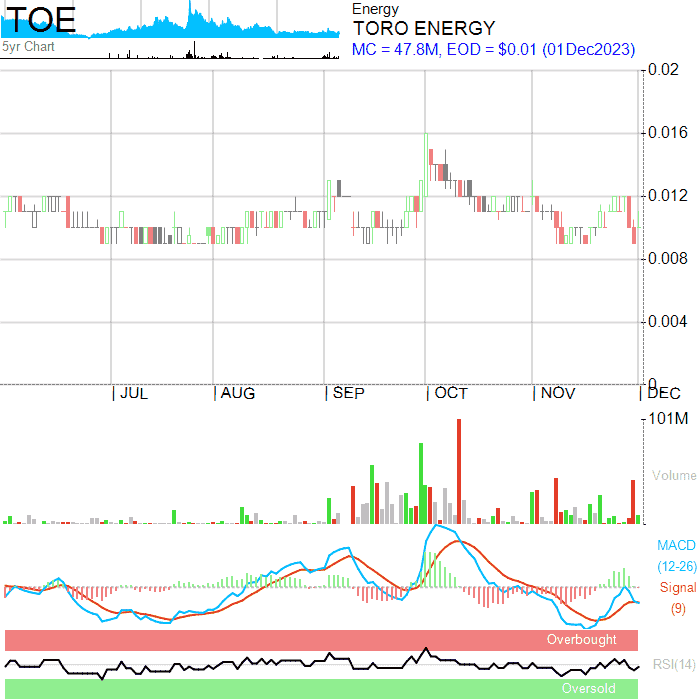 TOE
5yr Chart
Energy
TORO ENERGY
MC = 47.8M, EOD = $0.01 (01Dec2023)
0.02
0.016
0.012
0.008
0.004
0
JUL
AUG
SEP
OCT
NOV
DEC
101M
Volume
MACD
(12-26)
Signal
(9)
Overbought
RSI(14)
Oversold